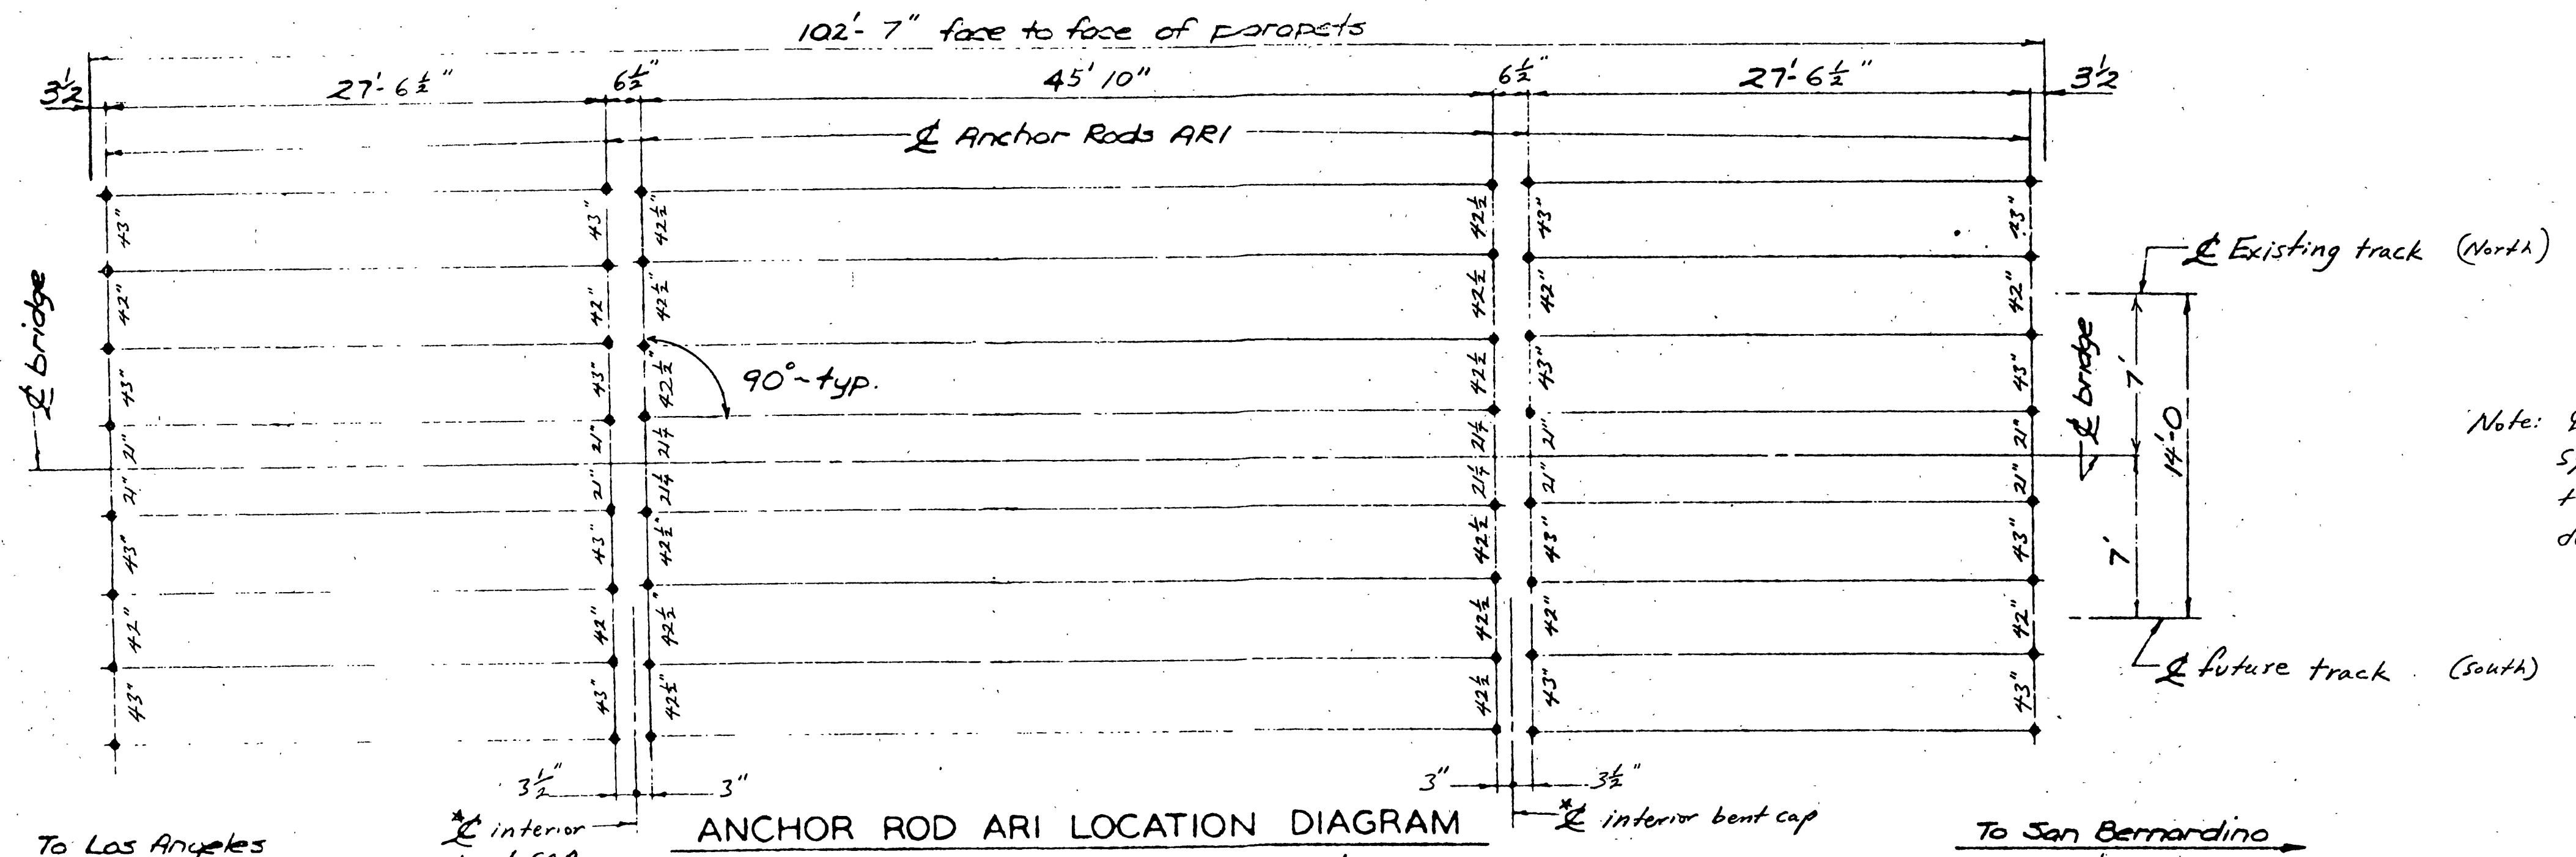 102'- 7" face to face of parapets
3½ 27'-6½" 6½" 45'10" 6½" 27'-6½" 3½
℄ Anchor Rods AR1
43" 43" 42½" 42½ 43" 43"
42" 42" 42½" 42½ 42" 42"
43" 43" 42½" 42½ 43" 43"
21" 21" 21¼ 21¼ 21" 21"
21" 21" 21¼ 21¼ 21" 21"
43" 43" 42½" 42½ 43" 43"
42" 42" 42½" 42½ 42" 42"
43" 43" 42½" 42½ 43" 43"
90°-typ.
℄ bridge
℄ bridge
℄ Existing track (North)
7'
14'-0
7'
℄ future track (South)
Note:
3½" 3" 3" 3½"
*℄ interior
*℄ interior bent cap
ANCHOR ROD AR1 LOCATION DIAGRAM
To Los Angeles
To San Bernardino